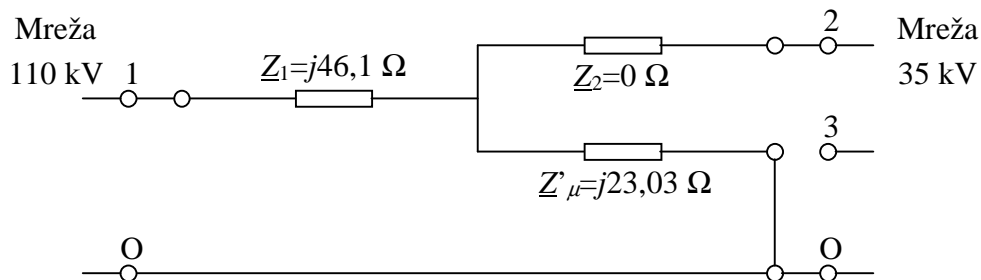 Mreža
110 kV
1
Z1=j46,1 Ω
Z2=0 Ω
2
Mreža
35 kV
3
Z’μ=j23,03 Ω
O
O